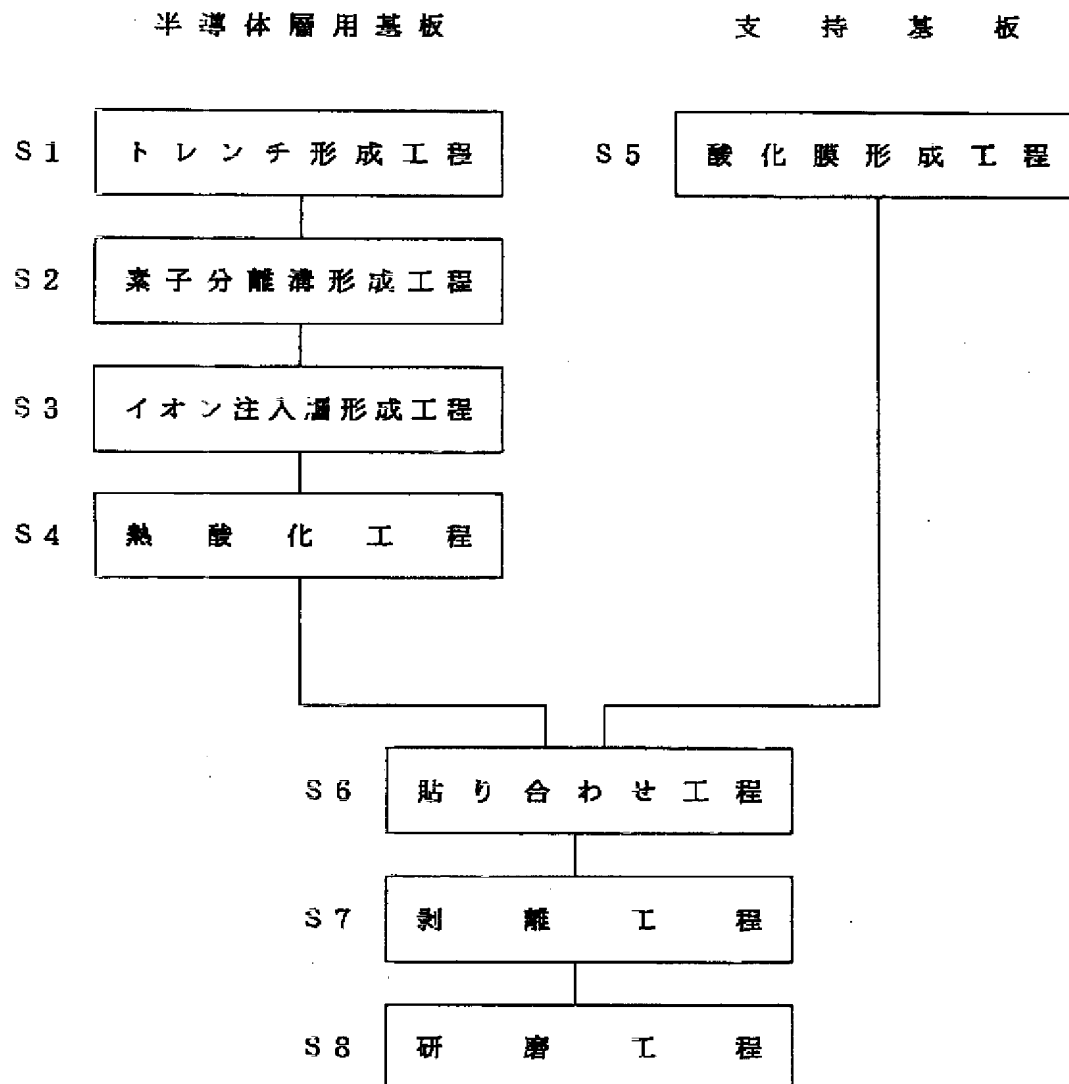 半導体層用基板
支持基板
S1 トレンチ形成工程
S5 酸化膜形成工程
S2 素子分離溝形成工程
S3 イオン注入層形成工程
S4 熱酸化工程
S6 貼り合わせ工程
S7 剥離工程
S8 研磨工程